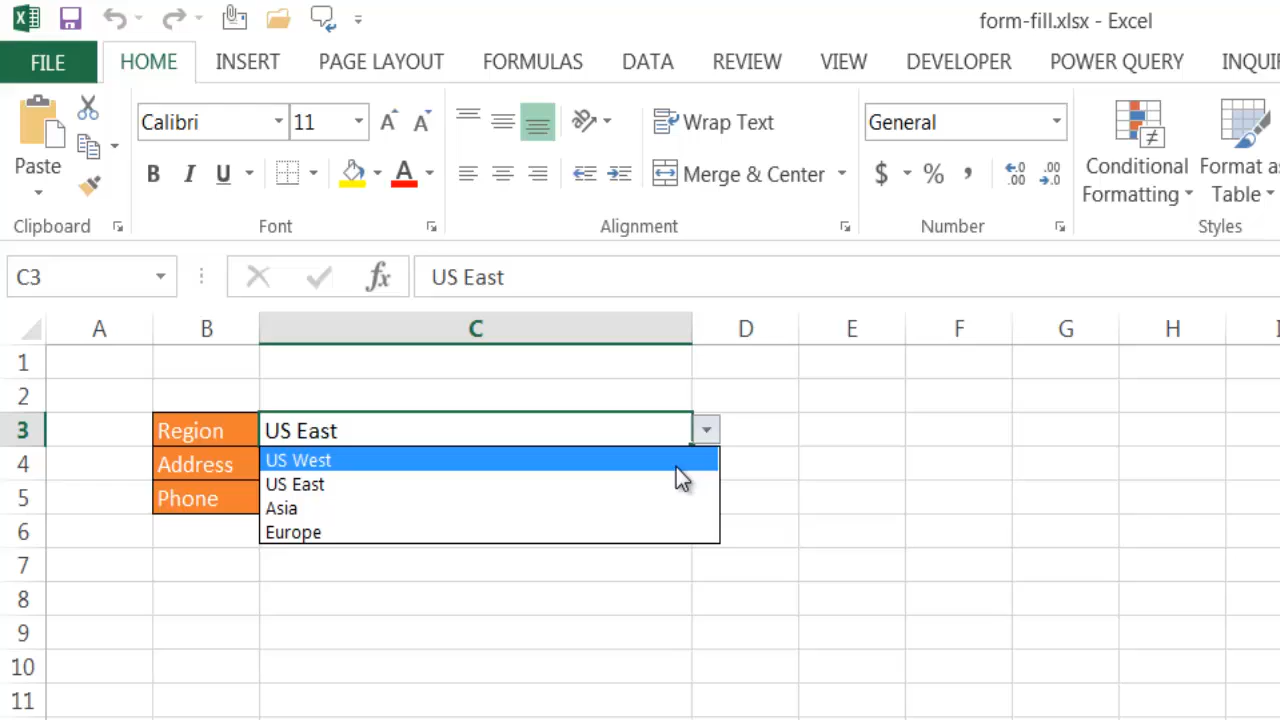 form-fill.xlsx - Excel
FILE HOME INSERT PAGE LAYOUT FORMULAS DATA REVIEW VIEW DEVELOPER POWER QUERY INQUI
Paste
Calibri 11
B I U A
Wrap Text
Merge & Center
General
$ % ,
Conditional Formatting
Format as
Table
Clipboard Font Alignment Number Styles
C3 fx US East
A B C D E F G H I
1
2
3 Region US East
4 Address US West
US East
5 Phone Asia
6 Europe
7
8
9
10
11